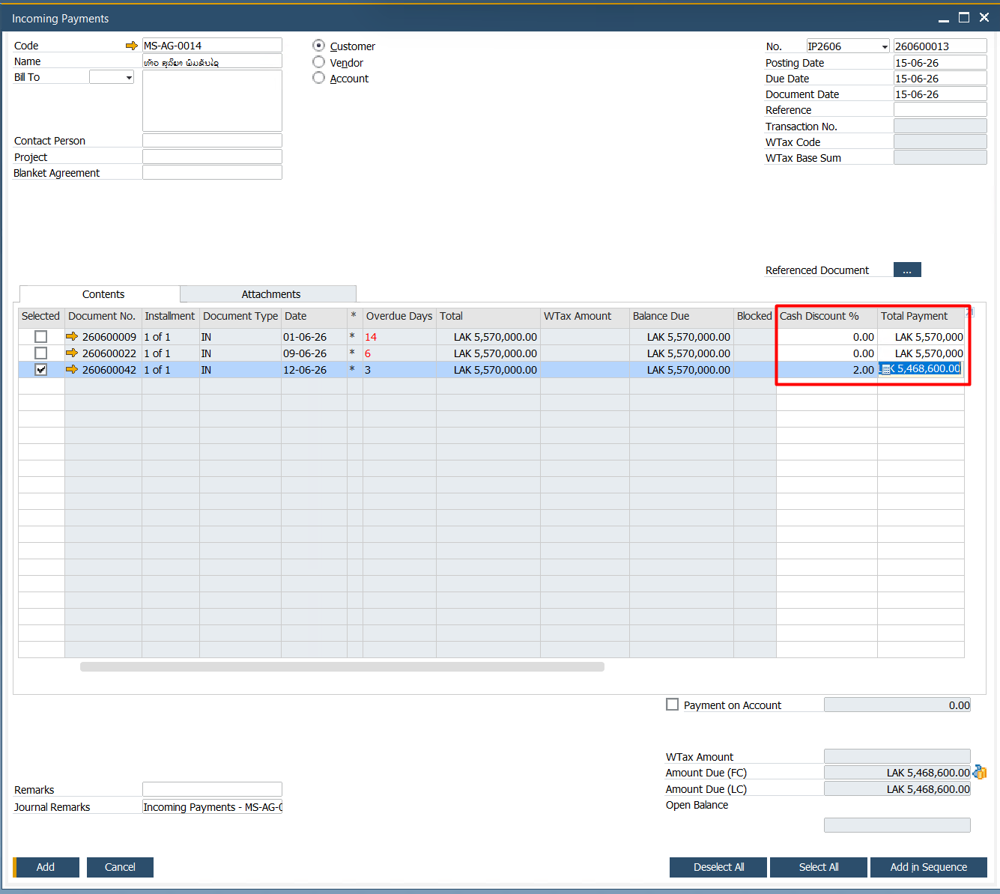 Incoming Payments
Code MS-AG-0014
Name ທ້າວ ສຸລິຍາ ພິມຂັນໄຊ
Bill To
Contact Person
Project
Blanket Agreement
Customer
Vendor
Account
No. IP2606 260600013
Posting Date 15-06-26
Due Date 15-06-26
Document Date 15-06-26
Reference
Transaction No.
WTax Code
WTax Base Sum
Referenced Document ...
Contents Attachments
Selected Document No. Installment Document Type Date * Overdue Days Total WTax Amount Balance Due Blocked Cash Discount % Total Payment
260600009 1 of 1 IN 01-06-26 * 14 LAK 5,570,000.00 LAK 5,570,000.00 0.00 LAK 5,570,000
260600022 1 of 1 IN 09-06-26 * 6 LAK 5,570,000.00 LAK 5,570,000.00 0.00 LAK 5,570,000
260600042 1 of 1 IN 12-06-26 * 3 LAK 5,570,000.00 LAK 5,570,000.00 2.00 5,468,600.00
Payment on Account 0.00
WTax Amount
Amount Due (FC) LAK 5,468,600.00
Amount Due (LC) LAK 5,468,600.00
Open Balance
Remarks
Journal Remarks Incoming Payments - MS-AG-0
Add Cancel Deselect All Select All Add in Sequence